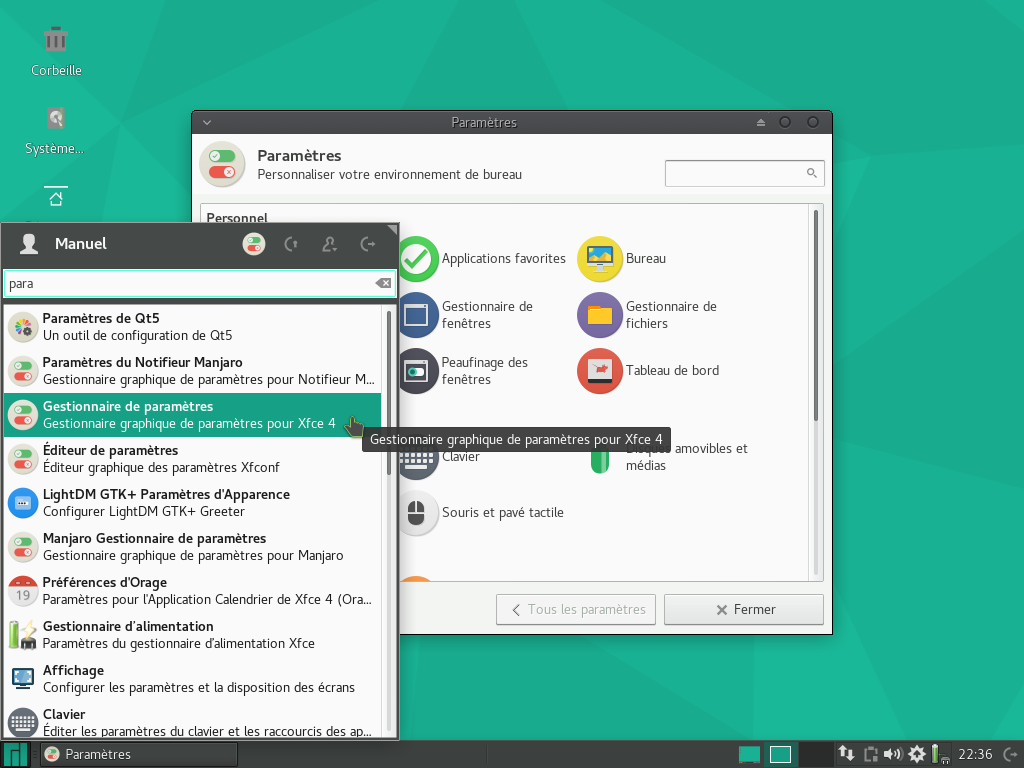 Corbeille
Système...
Paramètres
Paramètres
Personnaliser votre environnement de bureau
Personnel
Applications favorites
Bureau
Gestionnaire de
fenêtres
Gestionnaire de
fichiers
Peaufinage des
fenêtres
Tableau de bord
Clavier
Disques amovibles et
médias
Souris et pavé tactile
Tous les paramètres
Fermer
Manuel
para
Paramètres de Qt5
Un outil de configuration de Qt5
Paramètres du Notifieur Manjaro
Gestionnaire graphique de paramètres pour Notifieur M...
Gestionnaire de paramètres
Gestionnaire graphique de paramètres pour Xfce 4
Gestionnaire graphique de paramètres pour Xfce 4
Éditeur de paramètres
Éditeur graphique des paramètres Xfconf
LightDM GTK+ Paramètres d'Apparence
Configurer LightDM GTK+ Greeter
Manjaro Gestionnaire de paramètres
Gestionnaire graphique de paramètres pour Manjaro
19
Préférences d'Orage
Paramètres pour l'Application Calendrier de Xfce 4 (Ora...
Gestionnaire d'alimentation
Paramètres du gestionnaire d'alimentation Xfce
Affichage
Configurer les paramètres et la disposition des écrans
Clavier
Éditer les paramètres du clavier et les raccourcis des ap...
Paramètres
22:36